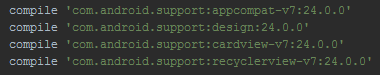 compile 'com.android.support:appcompat-v7:24.0.0'
compile 'com.android.support:design:24.0.0'
compile 'com.android.support:cardview-v7:24.0.0'
compile 'com.android.support:recyclerview-v7:24.0.0'